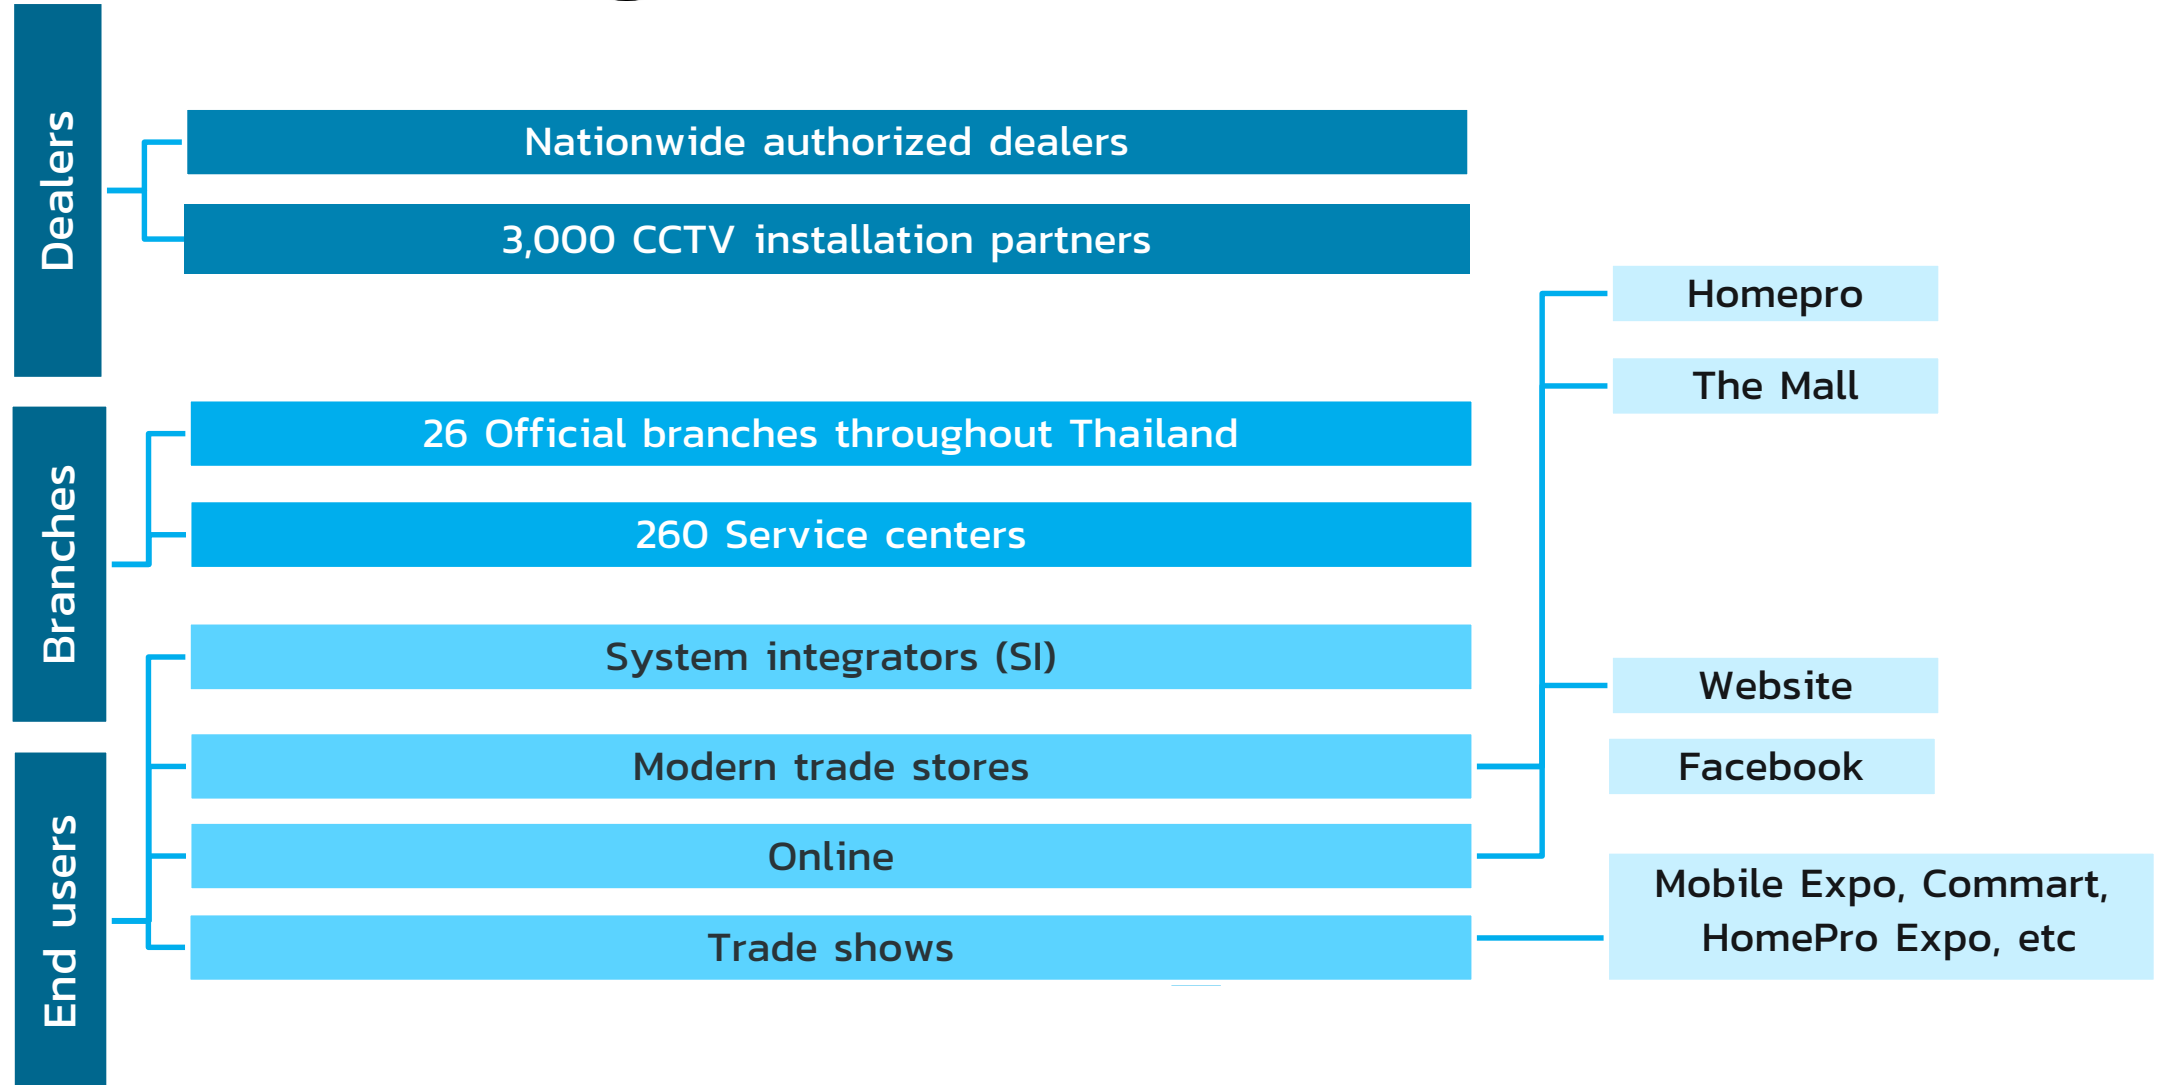 Dealers
Nationwide authorized dealers
3,000 CCTV installation partners
Branches
26 Official branches throughout Thailand
260 Service centers
End users
System integrators (SI)
Modern trade stores
Online
Trade shows
Homepro
The Mall
Website
Facebook
Mobile Expo, Commart,
HomePro Expo, etc